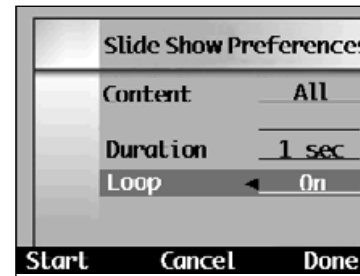 Slide Show Preferences
Content All
Duration 1 sec
Loop On
Start Cancel Done